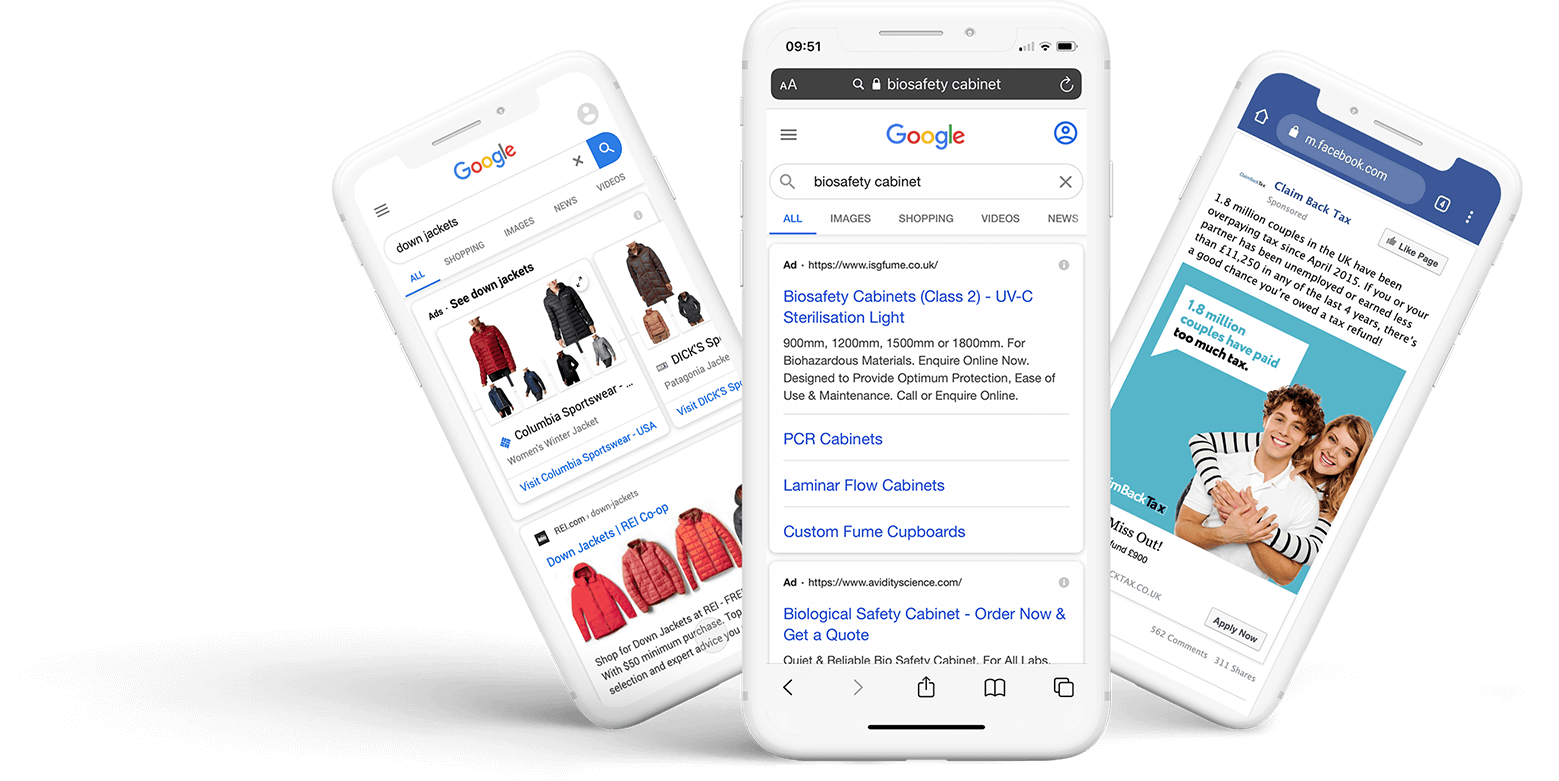 Google
down jackets
ALL
SHOPPING
IMAGES
NEWS
VIDEOS
Ads · See down jackets
Columbia Sportswear - ...
Women's Winter Jacket
Visit Columbia Sportswear - USA
DICK'S Sp
Patagonia Jacke
Visit DICK'S Spo
REI.com › down-jackets
Down Jackets | REI Co-op
Shop for Down Jackets at REI - FREE
With $50 minimum purchase. Top
selection and expert advice you
09:51
AA
biosafety cabinet
Google
biosafety cabinet
ALL
IMAGES
SHOPPING
VIDEOS
NEWS
Ad · https://www.isgfume.co.uk/
Biosafety Cabinets (Class 2) - UV-C
Sterilisation Light
900mm, 1200mm, 1500mm or 1800mm. For
Biohazardous Materials. Enquire Online Now.
Designed to Provide Optimum Protection, Ease of
Use & Maintenance. Call or Enquire Online.
PCR Cabinets
Laminar Flow Cabinets
Custom Fume Cupboards
Ad · https://www.avidityscience.com/
Biological Safety Cabinet - Order Now &
Get a Quote
Quiet & Reliable Bio Safety Cabinet. For All Labs.
m.facebook.com
4
ClaimBackTax
Claim Back Tax
Sponsored
Like Page
1.8 million couples in the UK have been
overpaying tax since April 2015. If you or your
partner has been unemployed or earned less
than £11,250 in any of the last 4 years, there's
a good chance you're owed a tax refund!
1.8 million
couples have paid
too much tax.
imBackTax
Miss Out!
fund £900
CKTAX.CO.UK
Apply Now
562 Comments
311 Shares